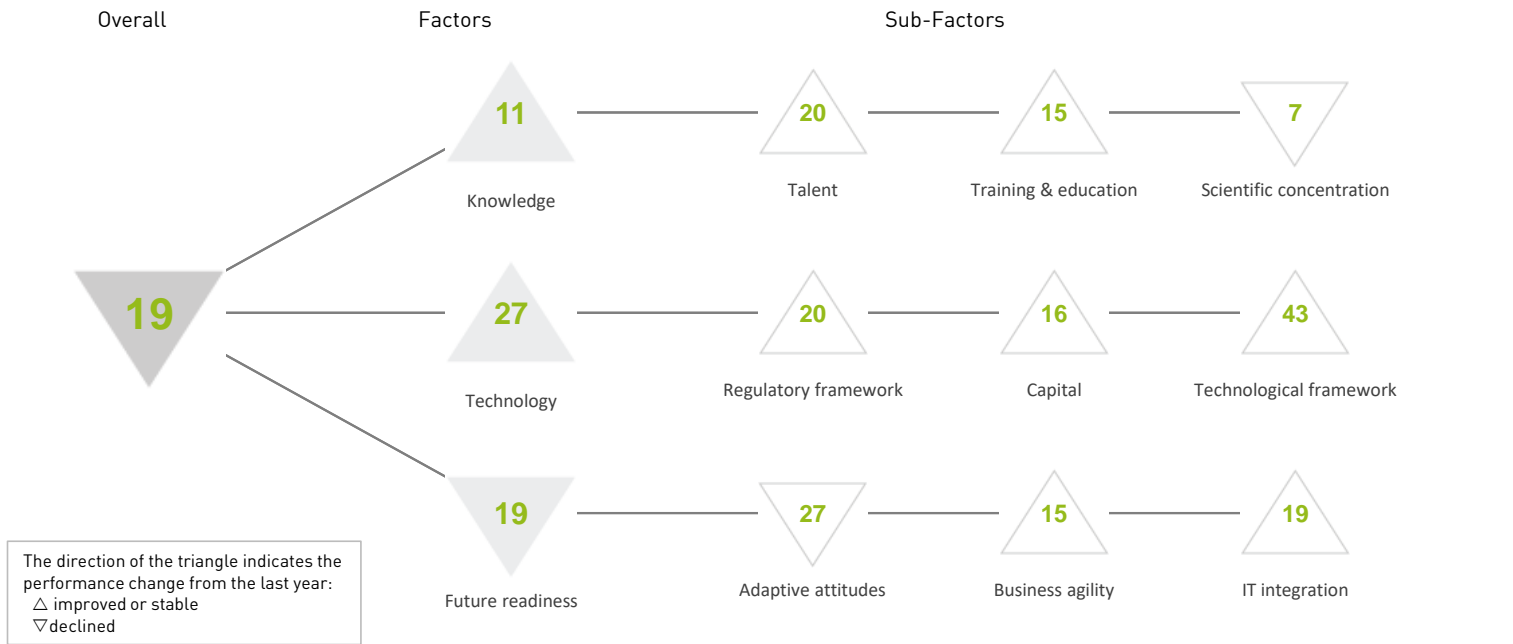 Overall
Factors
Sub-Factors
11
20
15
7
Knowledge
Talent
Training & education
Scientific concentration
19
27
20
16
43
Technology
Regulatory framework
Capital
Technological framework
19
27
15
19
Future readiness
Adaptive attitudes
Business agility
IT integration
The direction of the triangle indicates the
performance change from the last year:
△ improved or stable
▽declined